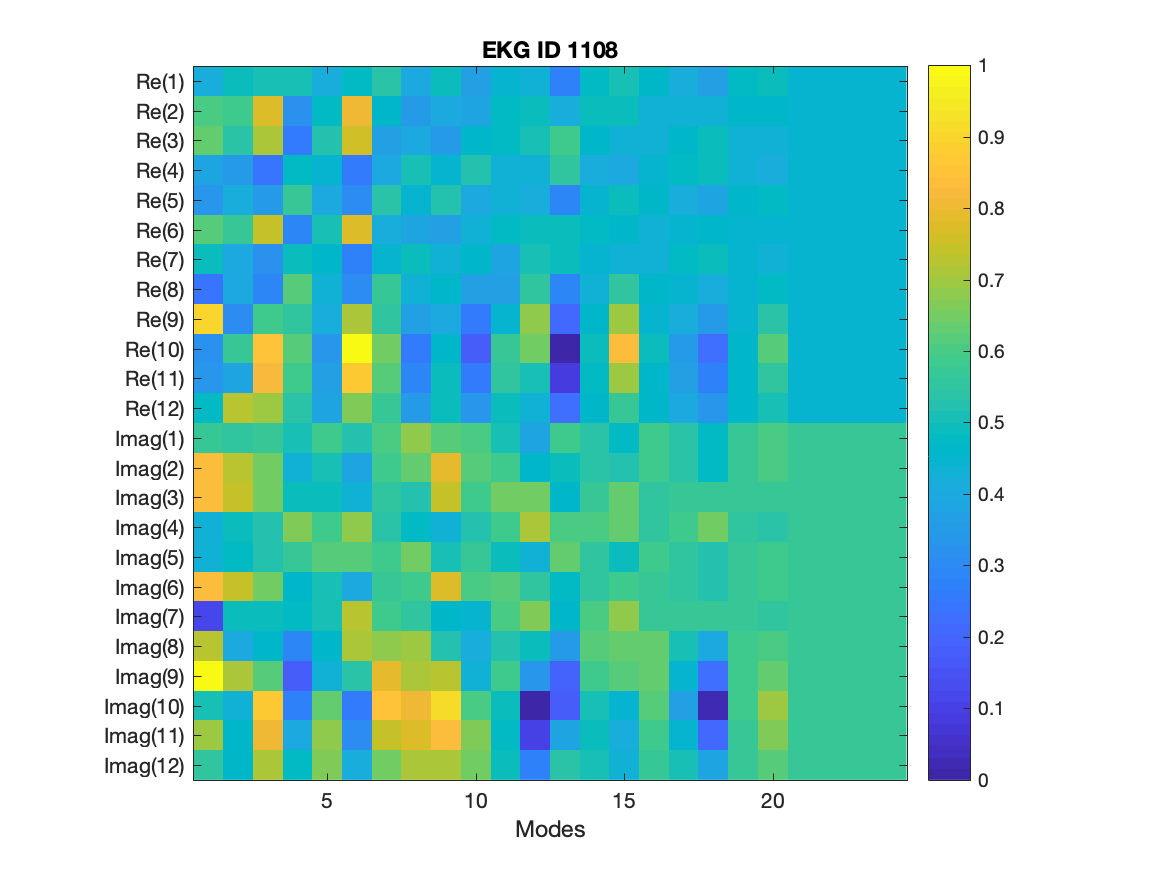 EKG ID 1108
Re(1)
Re(2)
Re(3)
Re(4)
Re(5)
Re(6)
Re(7)
Re(8)
Re(9)
Re(10)
Re(11)
Re(12)
Imag(1)
Imag(2)
Imag(3)
Imag(4)
Imag(5)
Imag(6)
Imag(7)
Imag(8)
Imag(9)
Imag(10)
Imag(11)
Imag(12)
5 10 15 20
Modes
1
0.9
0.8
0.7
0.6
0.5
0.4
0.3
0.2
0.1
0